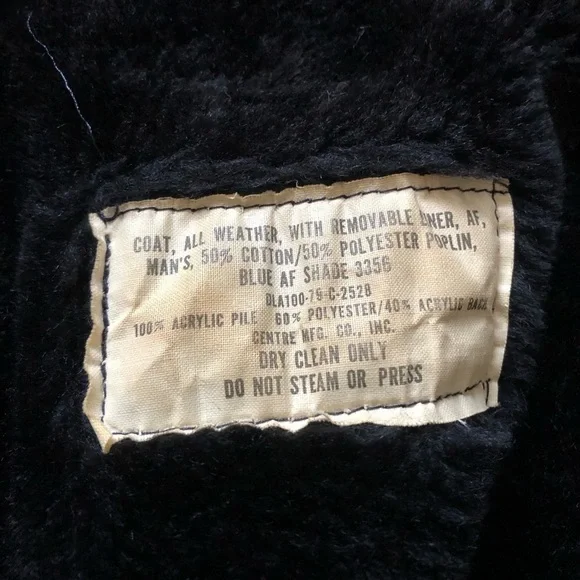 COAT, ALL WEATHER, WITH REMOVABLE LINER, AF,
MAN'S, 50% COTTON/50% POLYESTER POPLIN,
BLUE AF SHADE 3356
DLA100-79-C-2528
100% ACRYLIC PILE 60% POLYESTER/40% ACRYLIC BACK
CENTRE MFG. CO., INC.
DRY CLEAN ONLY
DO NOT STEAM OR PRESS